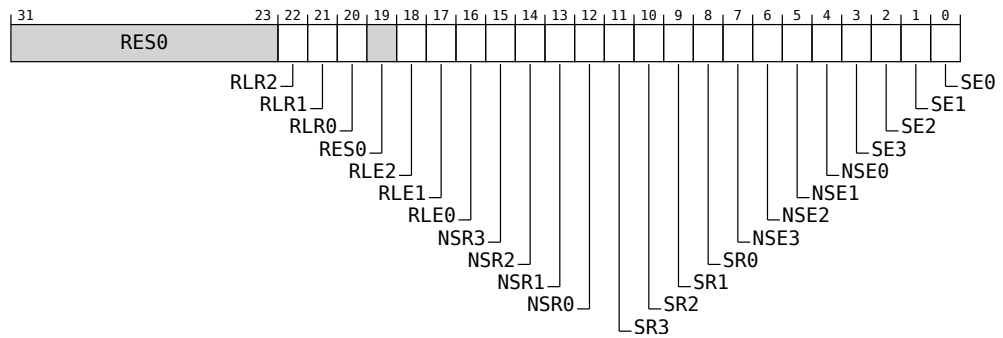 31 23 22 21 20 19 18 17 16 15 14 13 12 11 10 9 8 7 6 5 4 3 2 1 0
RES0
RLR2 SE0
RLR1 SE1
RLR0 SE2
RES0 SE3
RLE2 NSE0
RLE1 NSE1
RLE0 NSE2
NSR3 NSE3
NSR2 SR0
NSR1 SR1
NSR0 SR2
SR3